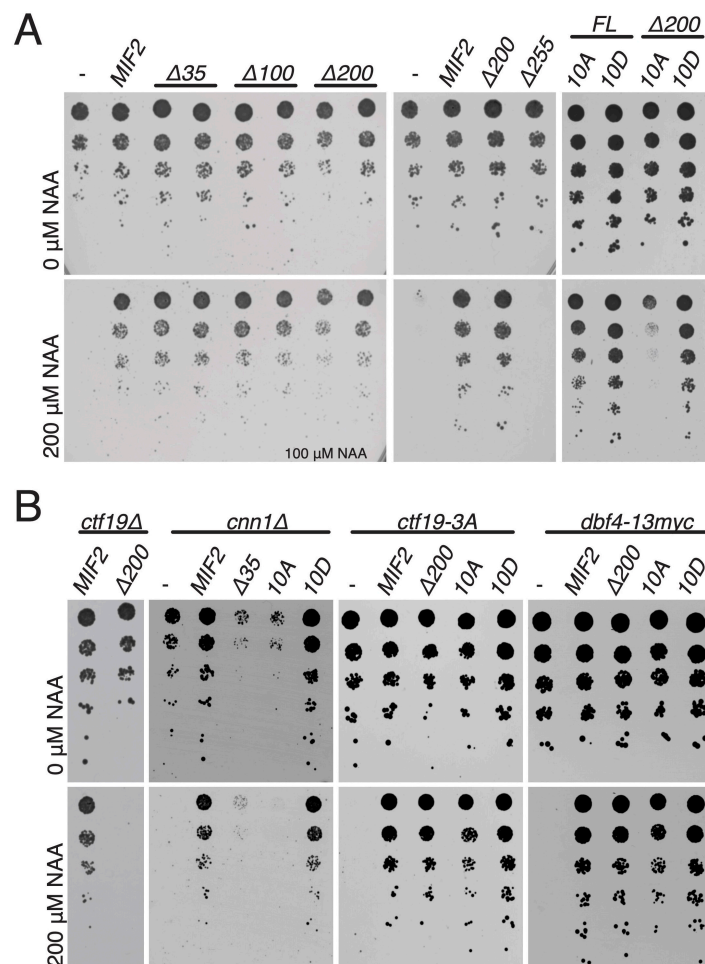 A
FL Δ200
- MIF2 Δ35 Δ100 Δ200 - MIF2 Δ200 Δ255 10A 10D 10A 10D
0 μM NAA
200 μM NAA
100 μM NAA
B
ctf19Δ cnn1Δ ctf19-3A dbf4-13myc
MIF2 Δ200 - MIF2 Δ35 10A 10D - MIF2 Δ200 10A 10D - MIF2 Δ200 10A 10D
0 μM NAA
200 μM NAA